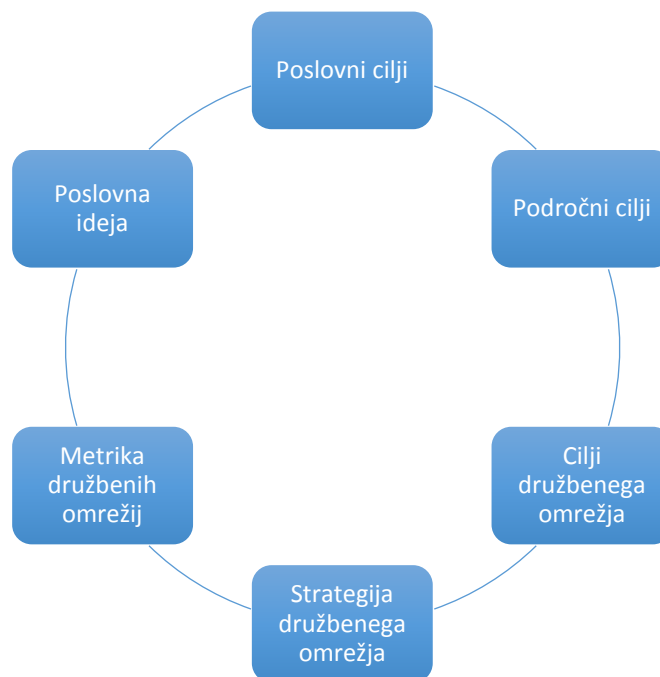 Poslovni cilji
Področni cilji
Cilji
družbenega
omrežja
Strategija
družbenega
omrežja
Metrika
družbenih
omrežij
Poslovna
ideja